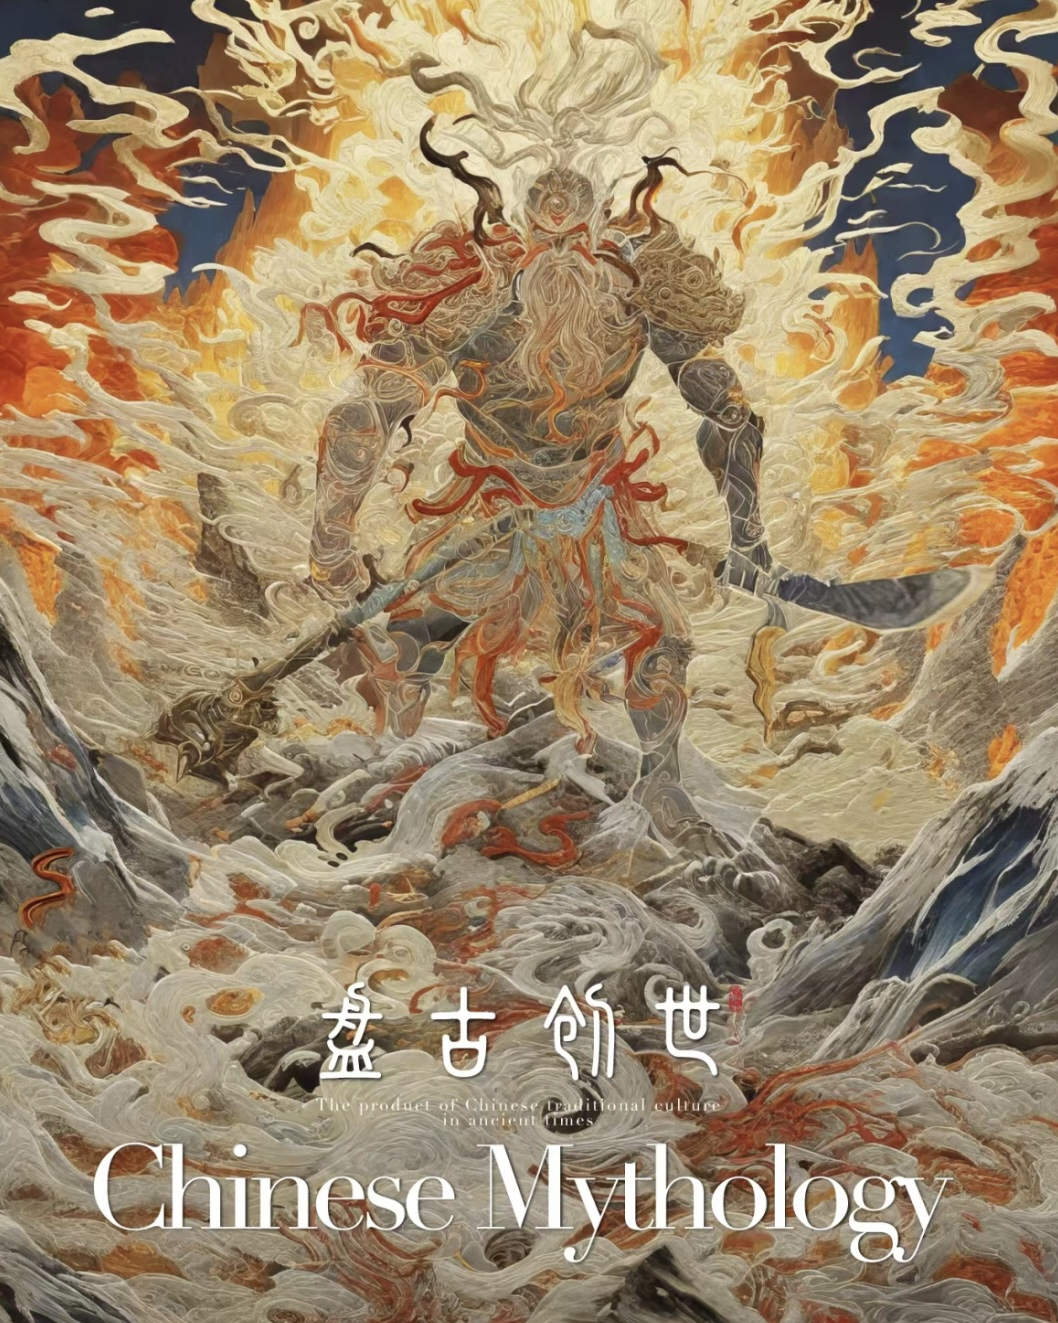 盘古创世
The product of Chinese traditional culture
in ancient times
Chinese Mythology